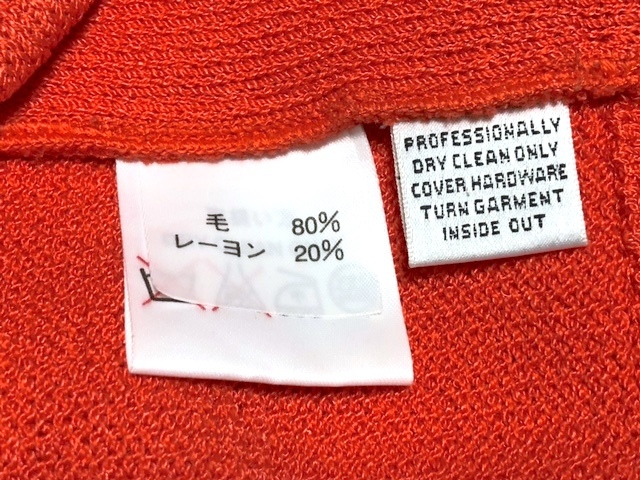 毛 80%
レーヨン 20%
PROFESSIONALLY
DRY CLEAN ONLY
COVER HARDWARE
TURN GARMENT
INSIDE OUT